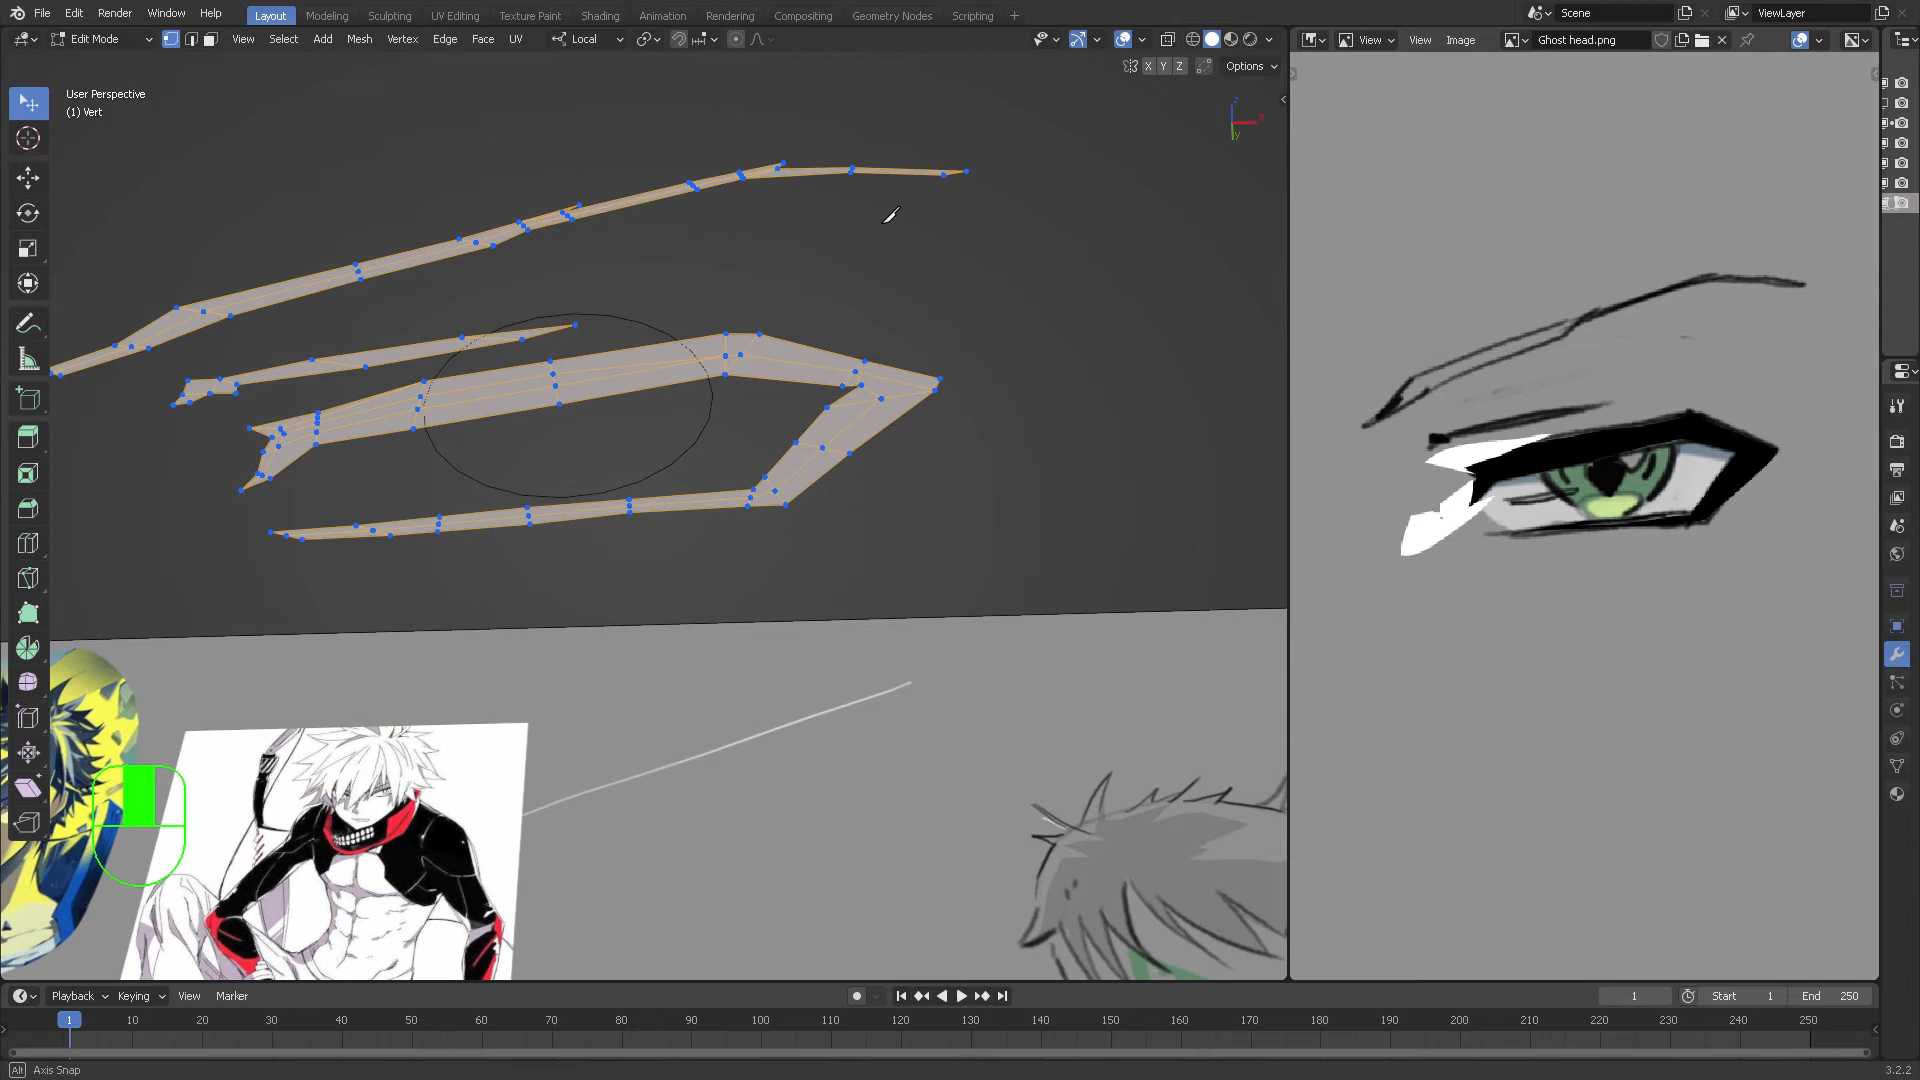 File Edit Render Window Help Layout Modeling Sculpting UV Editing Texture Paint Shading Animation Rendering Compositing Geometry Nodes Scripting + Scene ViewLayer
Edit Mode View Select Add Mesh Vertex Edge Face UV Local View View Image Ghost head.png
X Y Z Options
User Perspective
(1) Vert
Z
X
Y
Playback Keying View Marker 1 Start 1 End 250
1 10 20 30 40 50 60 70 80 90 100 110 120 130 140 150 160 170 180 190 200 210 220 230 240 250
Alt Axis Snap 3.2.2